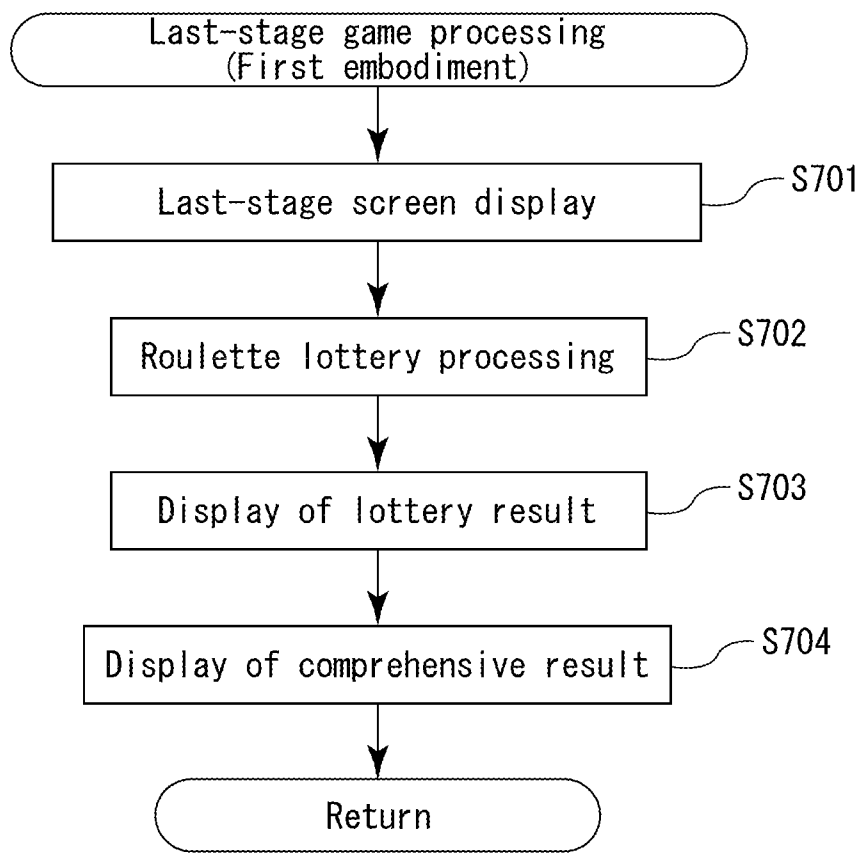 Last-stage game processing
(First embodiment)
Last-stage screen display
S701
Roulette lottery processing
S702
Display of lottery result
S703
Display of comprehensive result
S704
Return